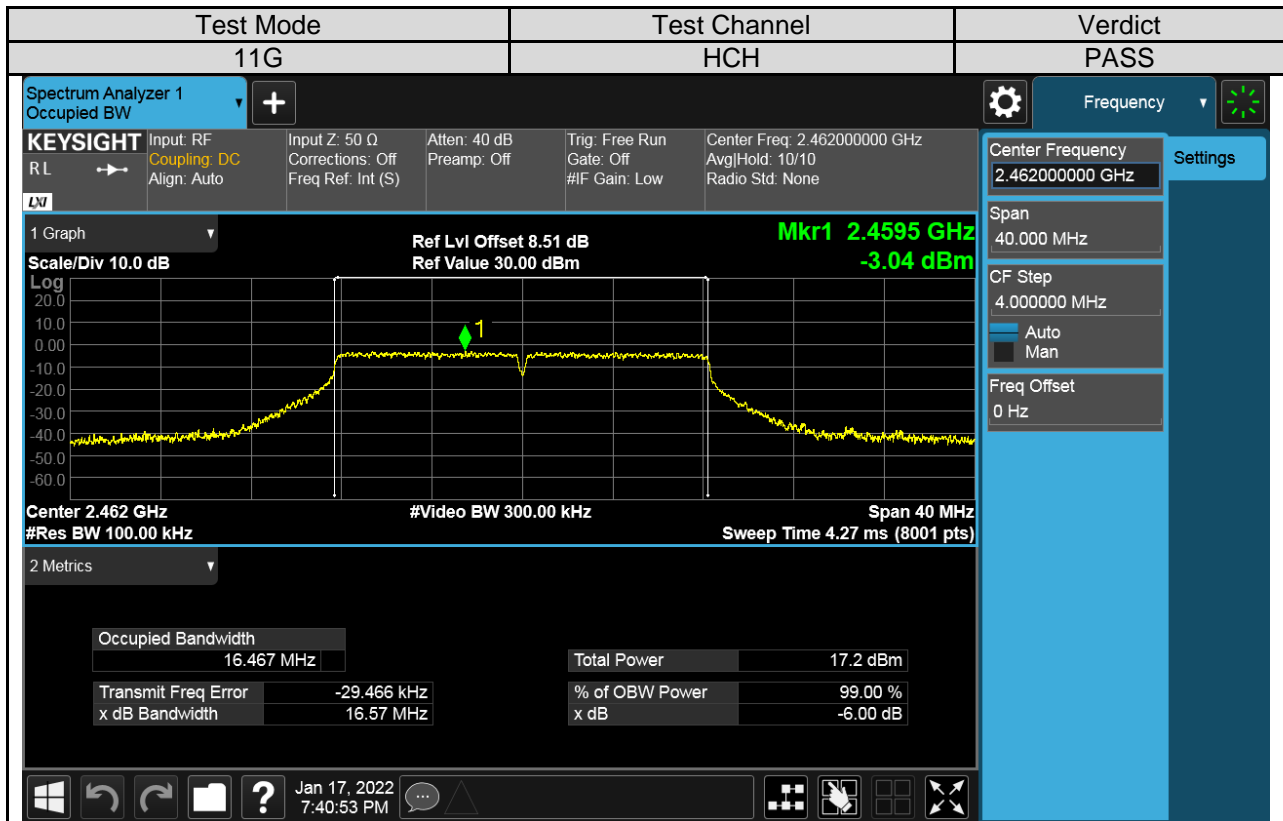 Test Mode Test Channel Verdict
11G HCH PASS
Spectrum Analyzer 1
Occupied BW
+
Frequency
KEYSIGHT
RL
LXI
Input: RF
Coupling: DC
Align: Auto
Input Z: 50 Ω
Corrections: Off
Freq Ref: Int (S)
Atten: 40 dB
Preamp: Off
Trig: Free Run
Gate: Off
#IF Gain: Low
Center Freq: 2.462000000 GHz
Avg|Hold: 10/10
Radio Std: None
Center Frequency
2.462000000 GHz
Settings
Span
40.000 MHz
CF Step
4.000000 MHz
Auto
Man
Freq Offset
0 Hz
1 Graph
Scale/Div 10.0 dB
Ref Lvl Offset 8.51 dB
Ref Value 30.00 dBm
Mkr1 2.4595 GHz
-3.04 dBm
Log
20.0
10.0
0.00
-10.0
-20.0
-30.0
-40.0
-50.0
-60.0
1
Center 2.462 GHz
#Res BW 100.00 kHz
#Video BW 300.00 kHz
Span 40 MHz
Sweep Time 4.27 ms (8001 pts)
2 Metrics
Occupied Bandwidth
16.467 MHz
Total Power 17.2 dBm
Transmit Freq Error -29.466 kHz
x dB Bandwidth 16.57 MHz
% of OBW Power 99.00 %
x dB -6.00 dB
?
Jan 17, 2022
7:40:53 PM